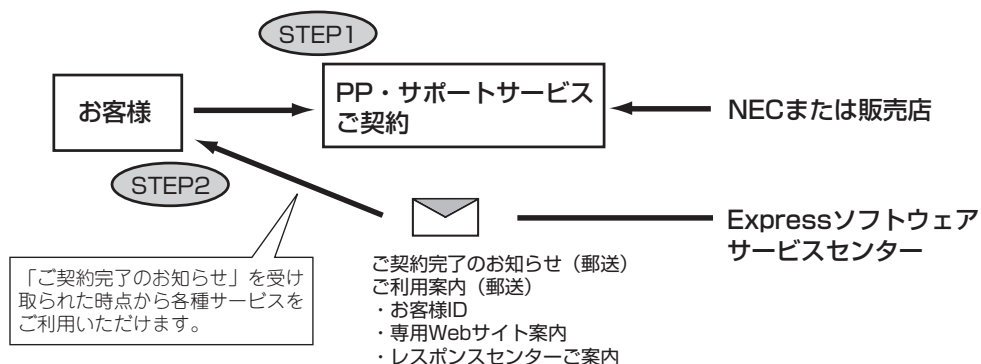 STEP1
お客様
PP・サポートサービス
ご契約
NECまたは販売店
STEP2
Expressソフトウェア
サービスセンター
「ご契約完了のお知らせ」を受け
取られた時点から各種サービスを
ご利用いただけます。
ご契約完了のお知らせ（郵送）
ご利用案内（郵送）
・お客様ID
・専用Webサイト案内
・レスポンスセンターご案内